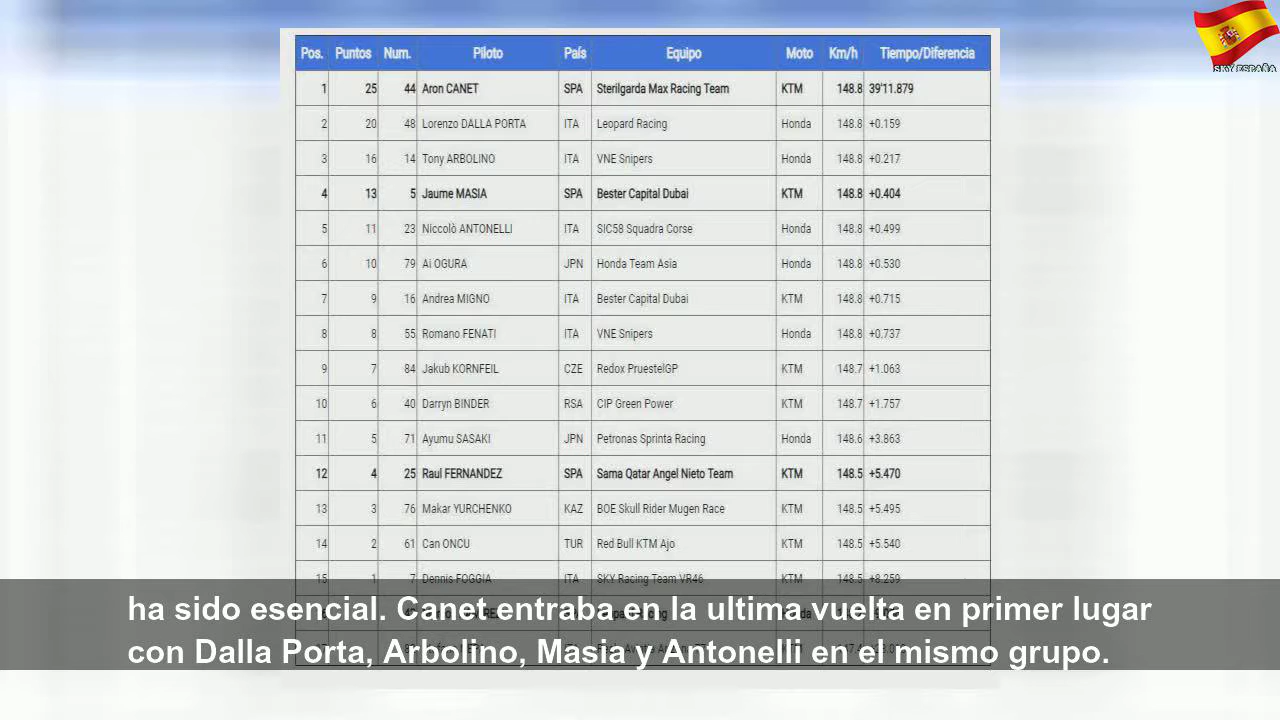 SKY ESPAÑA
Pos. Puntos Num. Piloto País Equipo Moto Km/h Tiempo/Diferencia
1 25 44 Aron CANET SPA Sterilgarda Max Racing Team KTM 148.8 39'11.879
2 20 48 Lorenzo DALLA PORTA ITA Leopard Racing Honda 148.8 +0.159
3 16 14 Tony ARBOLINO ITA VNE Snipers Honda 148.8 +0.217
4 13 5 Jaume MASIA SPA Bester Capital Dubai KTM 148.8 +0.404
5 11 23 Niccolò ANTONELLI ITA SIC58 Squadra Corse Honda 148.8 +0.499
6 10 79 Ai OGURA JPN Honda Team Asia Honda 148.8 +0.530
7 9 16 Andrea MIGNO ITA Bester Capital Dubai KTM 148.8 +0.715
8 8 55 Romano FENATI ITA VNE Snipers Honda 148.8 +0.737
9 7 84 Jakub KORNFEIL CZE Redox PruestelGP KTM 148.7 +1.063
10 6 40 Darryn BINDER RSA CIP Green Power KTM 148.7 +1.757
11 5 71 Ayumu SASAKI JPN Petronas Sprinta Racing Honda 148.6 +3.863
12 4 25 Raul FERNANDEZ SPA Sama Qatar Angel Nieto Team KTM 148.5 +5.470
13 3 76 Makar YURCHENKO KAZ BOE Skull Rider Mugen Race KTM 148.5 +5.495
14 2 61 Can ONCU TUR Red Bull KTM Ajo KTM 148.5 +5.540
15 1 7 Dennis FOGGIA ITA SKY Racing Team VR46 KTM 148.5 +8.259
ha sido esencial. Canet entraba en la ultima vuelta en primer lugar
con Dalla Porta, Arbolino, Masia y Antonelli en el mismo grupo.